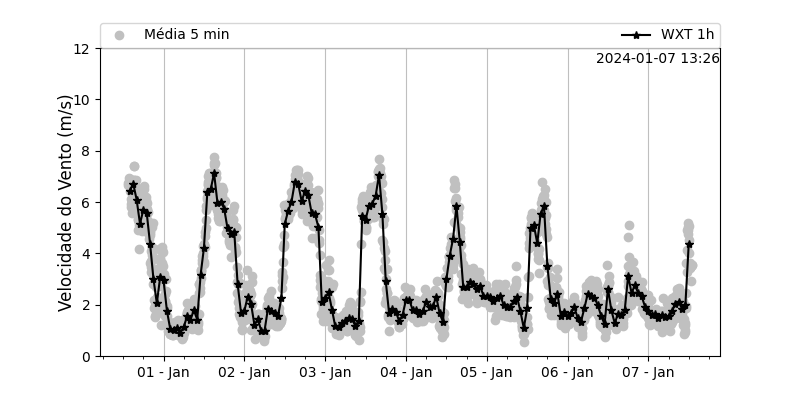 Média 5 min
WXT 1h
2024-01-07 13:26
Velocidade do Vento (m/s)
12
10
8
6
4
2
0
01 - Jan
02 - Jan
03 - Jan
04 - Jan
05 - Jan
06 - Jan
07 - Jan